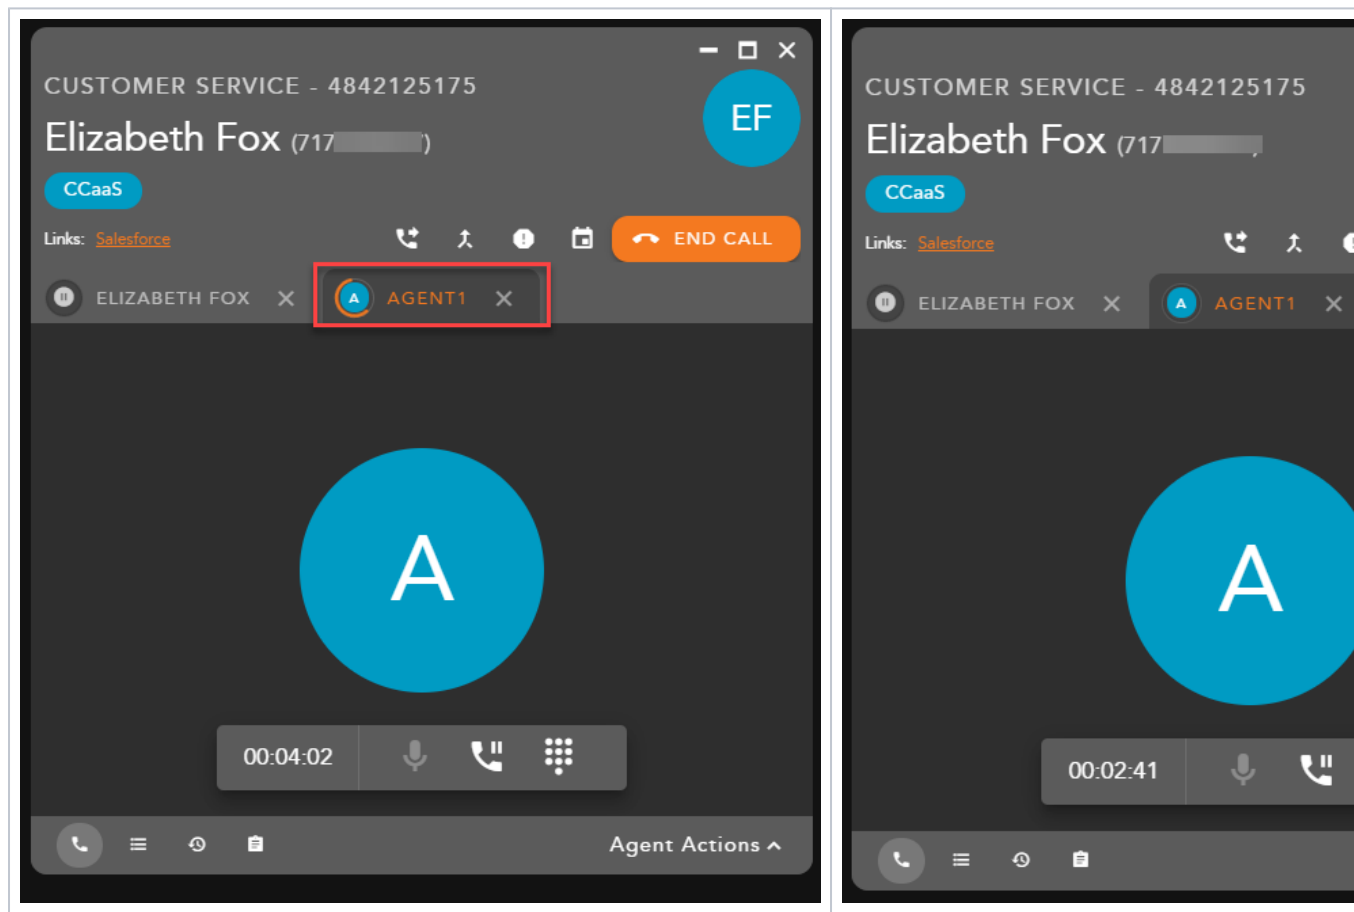 CUSTOMER SERVICE - 4842125175
EF
Elizabeth Fox (717 )
CCaaS
Links: Salesforce
END CALL
ELIZABETH FOX
A AGENT1
A
00:04:02
Agent Actions
CUSTOMER SERVICE - 4842125175
Elizabeth Fox (717
CCaaS
Links: Salesforce
ELIZABETH FOX
A AGENT1
A
00:02:41